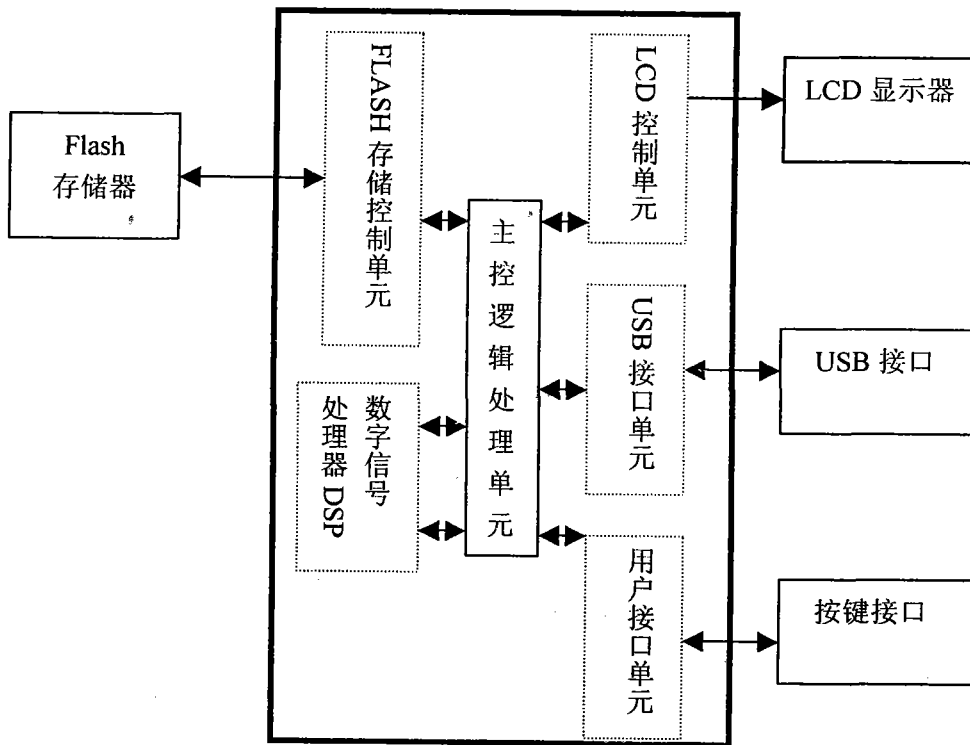 Flash
存储器
FLASH 存储控制单元
数字信号
处理器 DSP
主控逻辑处理单元
LCD 控制单元
USB 接口单元
用户接口单元
LCD 显示器
USB 接口
按键接口